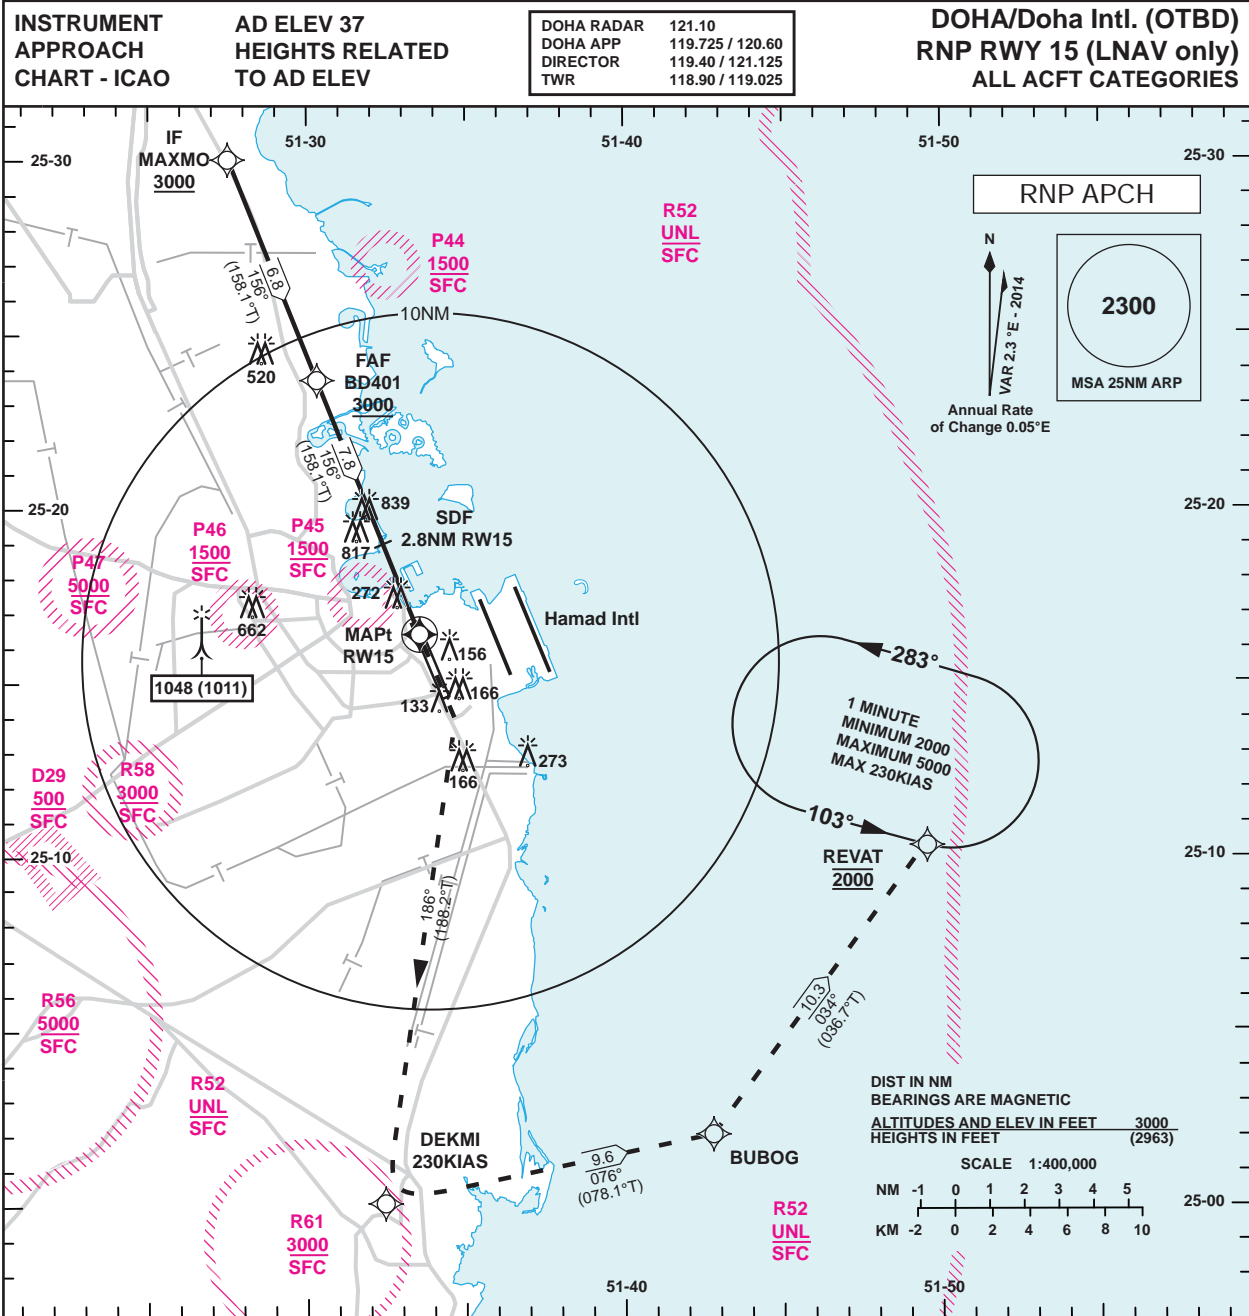 INSTRUMENT
APPROACH
CHART - ICAO
AD ELEV 37
HEIGHTS RELATED
TO AD ELEV
DOHA RADAR 121.10
DOHA APP 119.725 / 120.60
DIRECTOR 119.40 / 121.125
TWR 118.90 / 119.025
DOHA/Doha Intl. (OTBD)
RNP RWY 15 (LNAV only)
ALL ACFT CATEGORIES
51-30
51-40
51-50
25-30
25-30
IF
MAXMO
3000
RNP APCH
R52
UNL
SFC
P44
1500
SFC
N
VAR 2.3 °E - 2014
Annual Rate
of Change 0.05°E
2300
MSA 25NM ARP
6.8
156°
(158.1°T)
10NM
520
FAF
BD401
3000
7.8
156°
(158.1°T)
839
SDF
2.8NM RW15
817
25-20
25-20
P46
1500
SFC
P45
1500
SFC
P47
5000
SFC
272
662
Hamad Intl
MAPt
RW15
156
1048 (1011)
133
166
283°
1 MINUTE
MINIMUM 2000
MAXIMUM 5000
MAX 230KIAS
103°
166
273
D29
500
SFC
R58
3000
SFC
25-10
25-10
REVAT
2000
186°
(188.2°T)
10.3
034°
(036.7°T)
R56
5000
SFC
R52
UNL
SFC
DIST IN NM
BEARINGS ARE MAGNETIC
ALTITUDES AND ELEV IN FEET 3000
HEIGHTS IN FEET (2963)
SCALE 1:400,000
NM -1 0 1 2 3 4 5
KM -2 0 2 4 6 8 10
DEKMI
230KIAS
9.6
076°
(078.1°T)
BUBOG
25-00
R61
3000
SFC
R52
UNL
SFC
51-40
51-50